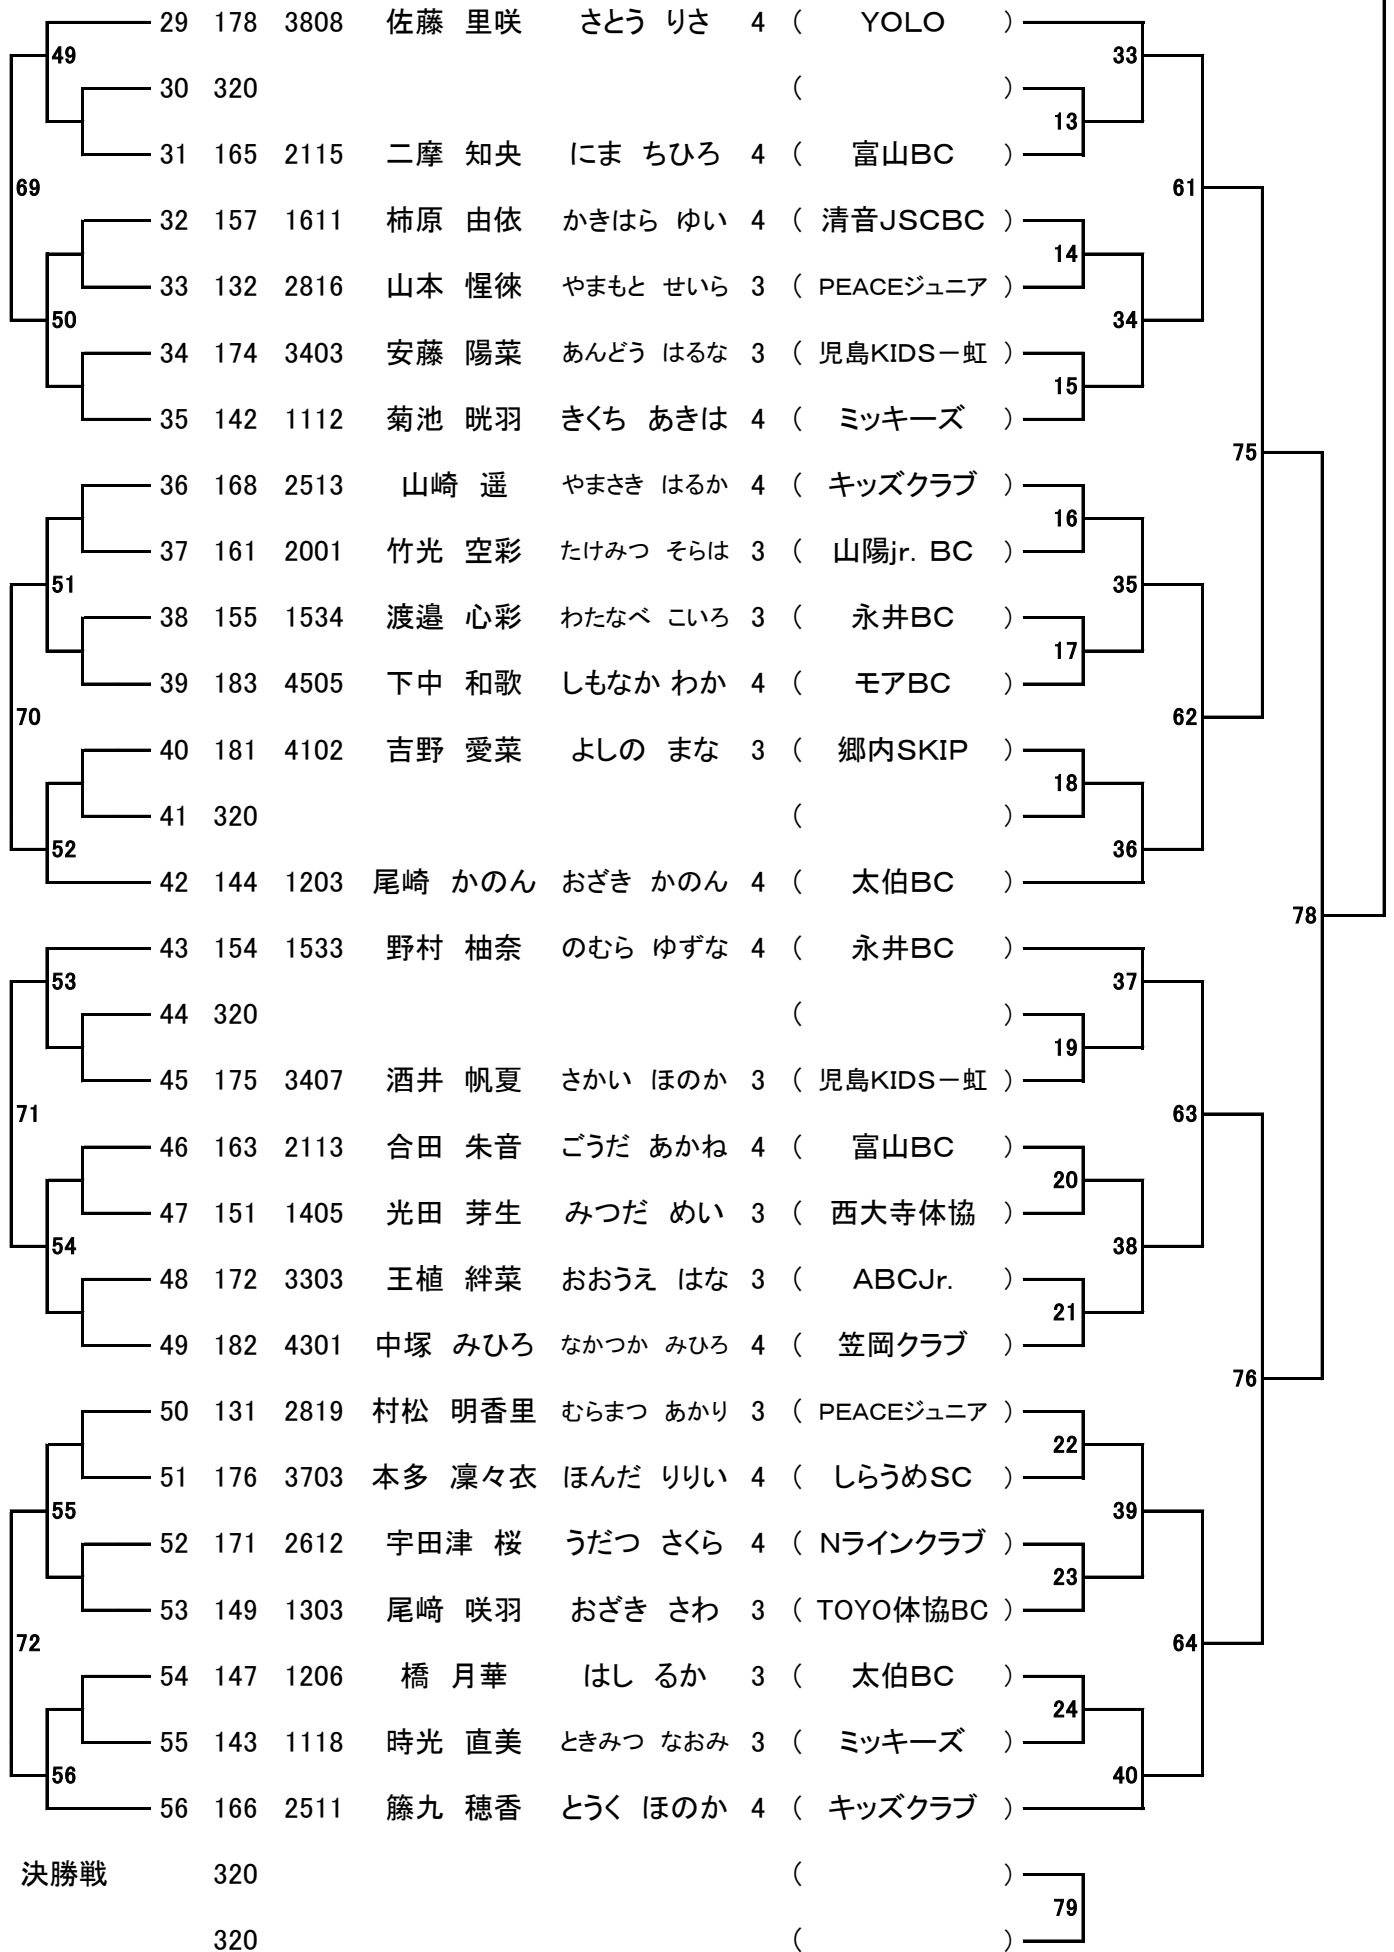 29 178 3808 佐藤 里咲 さとう りさ 4 ( YOLO )
49 33
30 320 ( )
13
31 165 2115 二摩 知央 にま ちひろ 4 ( 富山BC )
69 61
32 157 1611 柿原 由依 かきはら ゆい 4 ( 清音JSCBC )
14
33 132 2816 山本 惺徠 やまもと せいら 3 ( PEACEジュニア )
50 34
34 174 3403 安藤 陽菜 あんどう はるな 3 ( 児島KIDS－虹 )
15
35 142 1112 菊池 晄羽 きくち あきは 4 ( ミッキーズ )
75
36 168 2513 山崎 遥 やまさき はるか 4 ( キッズクラブ )
16
37 161 2001 竹光 空彩 たけみつ そらは 3 ( 山陽jr. BC )
51 35
38 155 1534 渡邉 心彩 わたなべ こいろ 3 ( 永井BC )
17
39 183 4505 下中 和歌 しもなか わか 4 ( モアBC )
70 62
40 181 4102 吉野 愛菜 よしの まな 3 ( 郷内SKIP )
18
41 320 ( )
52 36
42 144 1203 尾崎 かのん おざき かのん 4 ( 太伯BC )
78
43 154 1533 野村 柚奈 のむら ゆずな 4 ( 永井BC )
53 37
44 320 ( )
19
45 175 3407 酒井 帆夏 さかい ほのか 3 ( 児島KIDS－虹 )
71 63
46 163 2113 合田 朱音 ごうだ あかね 4 ( 富山BC )
20
47 151 1405 光田 芽生 みつだ めい 3 ( 西大寺体協 )
54 38
48 172 3303 王植 絆菜 おおうえ はな 3 ( ABCJr. )
21
49 182 4301 中塚 みひろ なかつか みひろ 4 ( 笠岡クラブ )
76
50 131 2819 村松 明香里 むらまつ あかり 3 ( PEACEジュニア )
22
51 176 3703 本多 凜々衣 ほんだ りりい 4 ( しらうめSC )
55 39
52 171 2612 宇田津 桜 うだつ さくら 4 ( Nラインクラブ )
23
53 149 1303 尾﨑 咲羽 おざき さわ 3 ( TOYO体協BC )
72 64
54 147 1206 橋 月華 はし るか 3 ( 太伯BC )
24
55 143 1118 時光 直美 ときみつ なおみ 3 ( ミッキーズ )
56 40
56 166 2511 籐九 穂香 とうく ほのか 4 ( キッズクラブ )
決勝戦 320 ( )
79
320 ( )